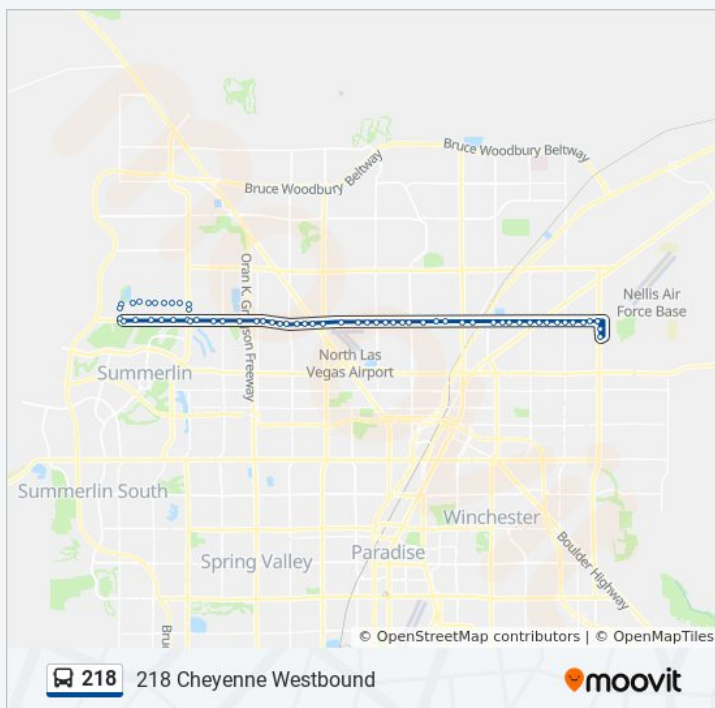 Bruce Woodbury Beltway
Bruce Woodbury Beltway
Oran K. Gragson Freeway
Nellis Air
Force Base
North Las
Vegas Airport
Summerlin
Summerlin South
Winchester
Spring Valley
Paradise
Boulder Highway
Bruc
© OpenStreetMap contributors | © OpenMapTiles
218
218 Cheyenne Westbound
moovit